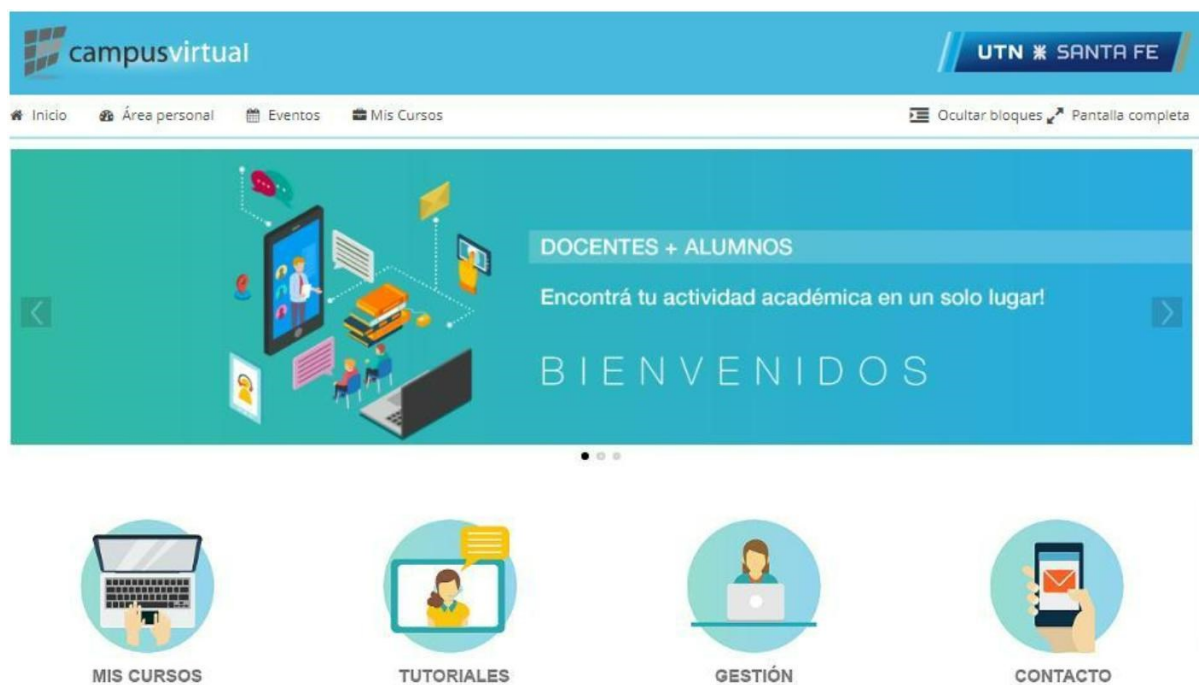 campusvirtual
UTN SANTA FE
Inicio Área personal Eventos Mis Cursos Ocultar bloques Pantalla completa
DOCENTES + ALUMNOS
Encontrá tu actividad académica en un solo lugar!
BIENVENIDOS
MIS CURSOS TUTORIALES GESTIÓN CONTACTO